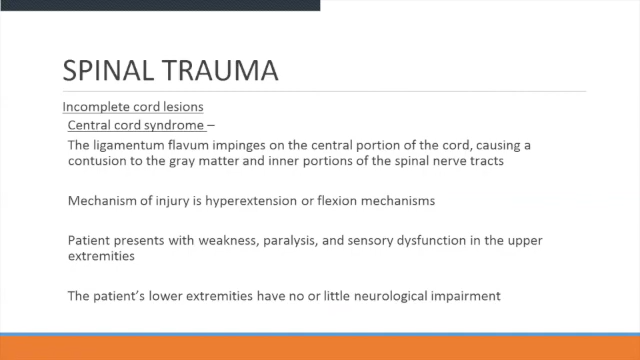 SPINAL TRAUMA
Incomplete cord lesions
Central cord syndrome –
The ligamentum flavum impinges on the central portion of the cord, causing a
contusion to the gray matter and inner portions of the spinal nerve tracts
Mechanism of injury is hyperextension or flexion mechanisms
Patient presents with weakness, paralysis, and sensory dysfunction in the upper
extremities
The patient's lower extremities have no or little neurological impairment